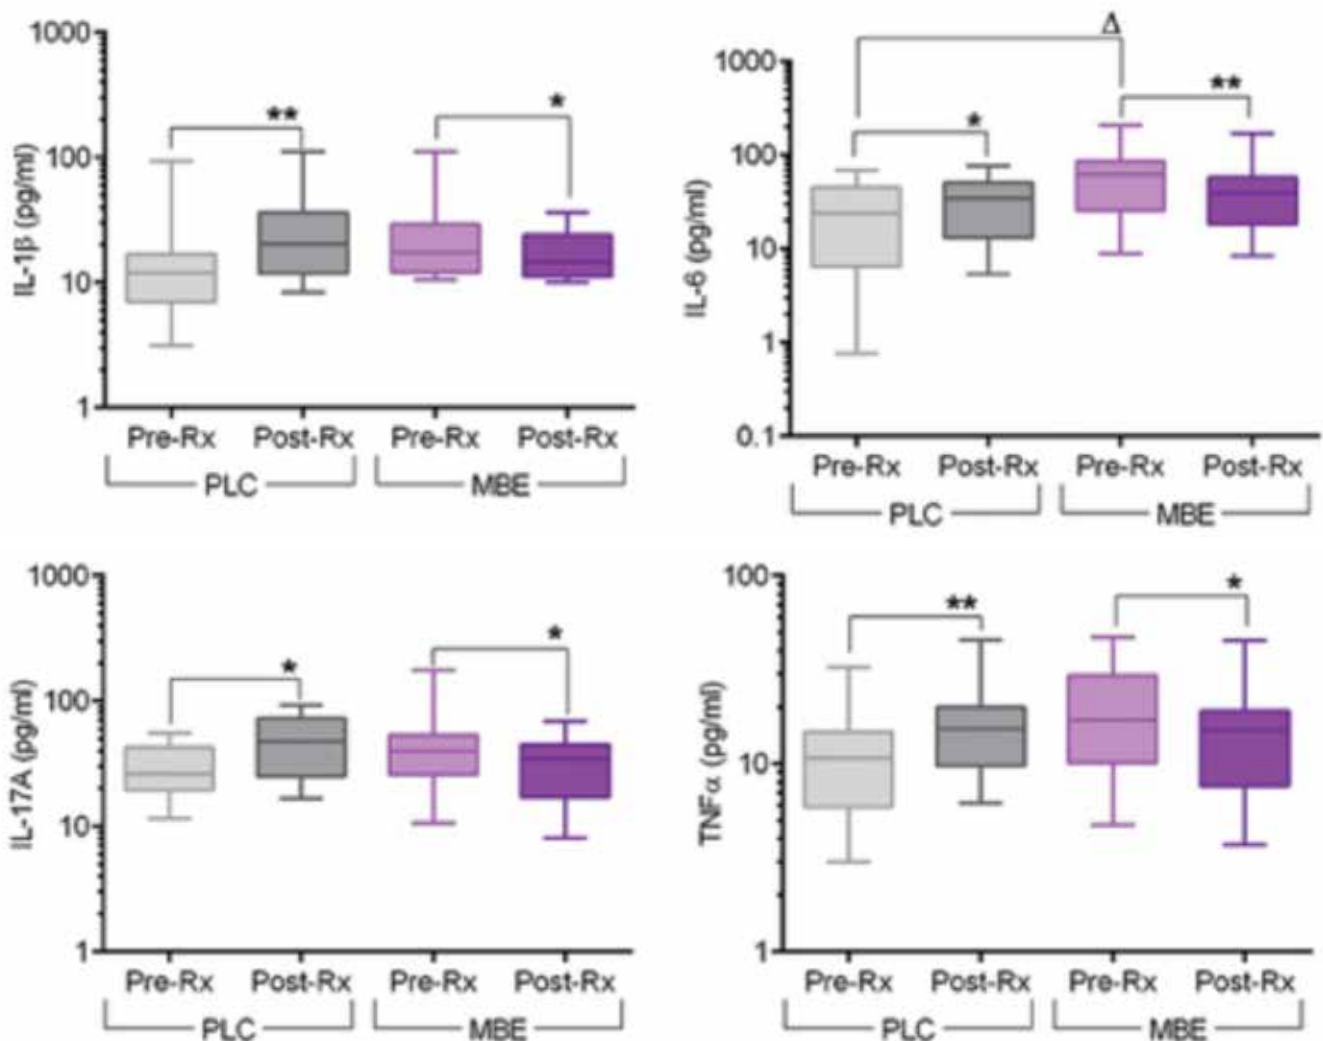 1000
100
10
1
IL-1β (pg/ml)
**
*
Pre-Rx Post-Rx Pre-Rx Post-Rx
PLC MBE
1000
100
10
1
0.1
IL-6 (pg/ml)
Δ
*
**
Pre-Rx Post-Rx Pre-Rx Post-Rx
PLC MBE
1000
100
10
1
IL-17A (pg/ml)
*
*
Pre-Rx Post-Rx Pre-Rx Post-Rx
PLC MBE
100
10
1
TNFα (pg/ml)
**
*
Pre-Rx Post-Rx Pre-Rx Post-Rx
PLC MBE